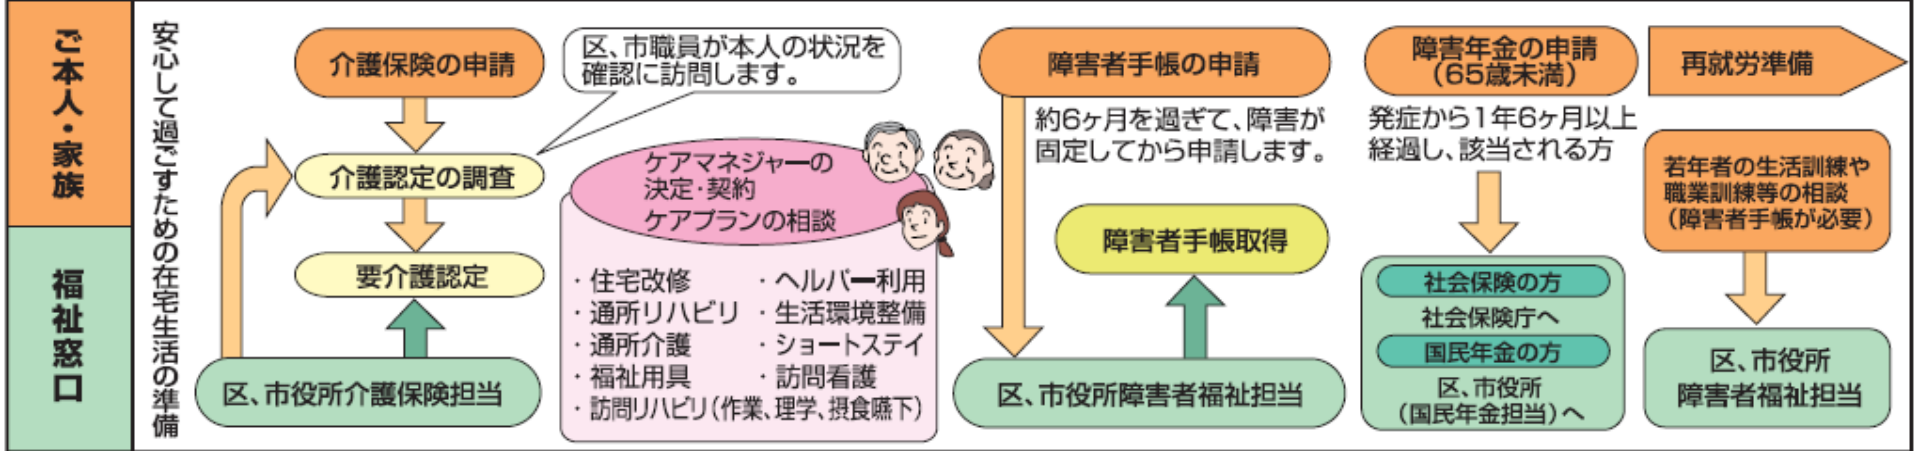 ご本人・家族
福祉窓口
安心して過ごすための在宅生活の準備
介護保険の申請
区、市職員が本人の状況を
確認に訪問します。
介護認定の調査
要介護認定
区、市役所介護保険担当
ケアマネジャーの
決定・契約
ケアプランの相談
・住宅改修　・ヘルパー利用
・通所リハビリ　・生活環境整備
・通所介護　・ショートステイ
・福祉用具　・訪問看護
・訪問リハビリ（作業、理学、摂食嚥下）
障害者手帳の申請
約6ヶ月を過ぎて、障害が
固定してから申請します。
障害者手帳取得
区、市役所障害者福祉担当
障害年金の申請
（65歳未満）
発症から1年6ヶ月以上
経過し、該当される方
社会保険の方
社会保険庁へ
国民年金の方
区、市役所
（国民年金担当）へ
再就労準備
若年者の生活訓練や
職業訓練等の相談
（障害者手帳が必要）
区、市役所
障害者福祉担当